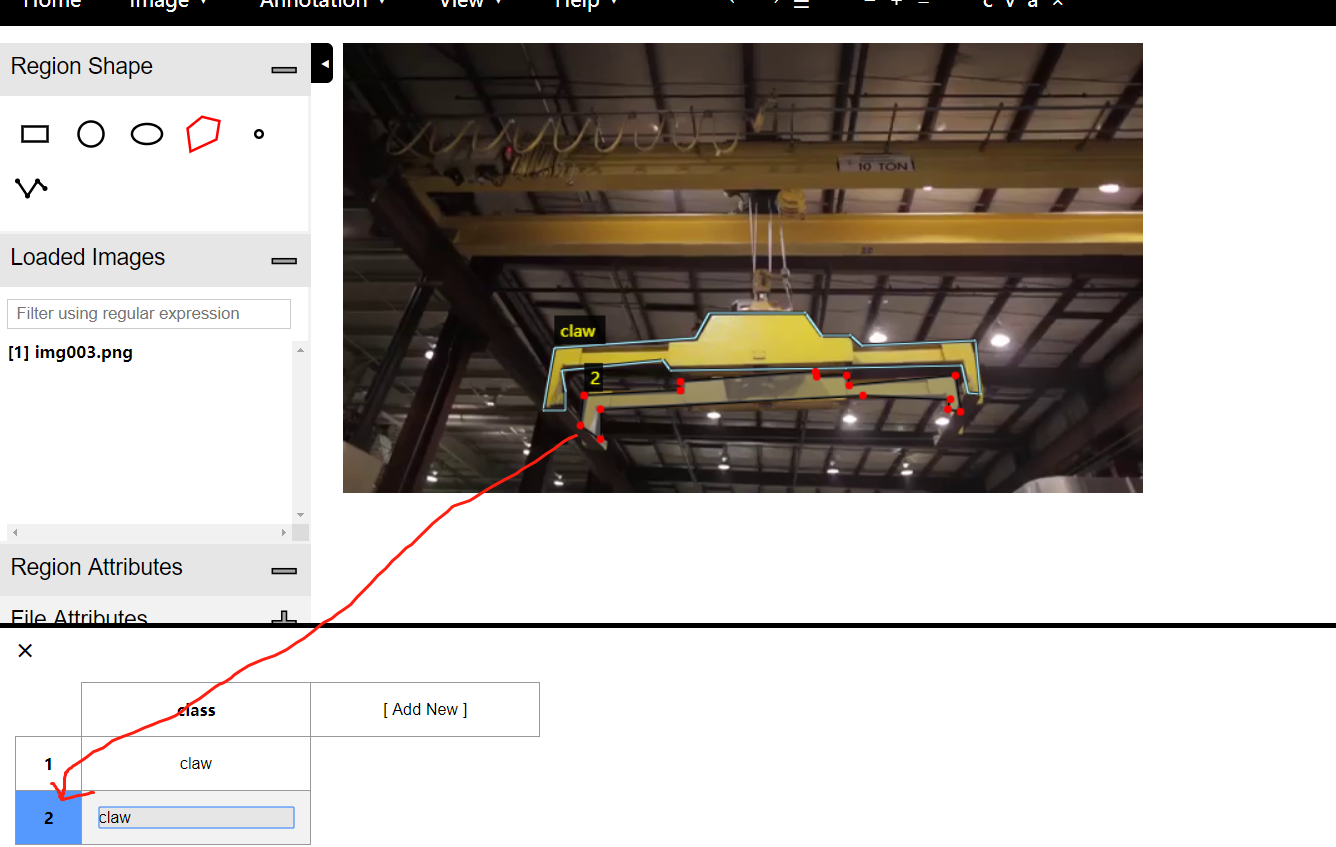 Home Image Annotation View Help c v a x
Region Shape
Loaded Images
Filter using regular expression
[1] img003.png
Region Attributes
File Attributes
10 TON
claw
2
class [ Add New ]
1 claw
2 claw